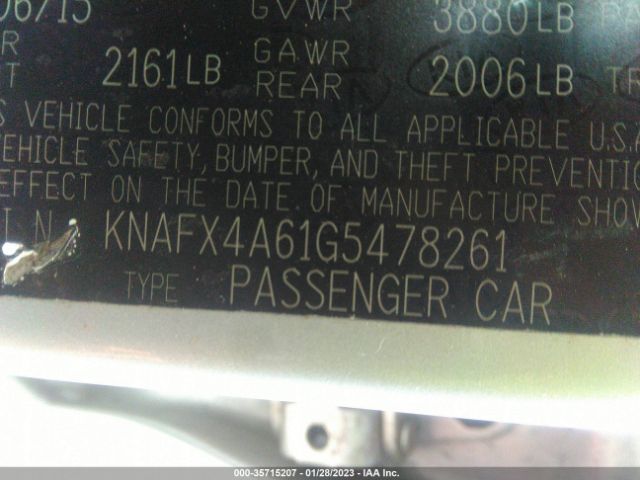 06/15 GVWR 3880LB
2161LB GAWR REAR 2006LB
VEHICLE CONFORMS TO ALL APPLICABLE U.S.
VEHICLE SAFETY, BUMPER, AND THEFT PREVENTI
EFFECT ON THE DATE OF MANUFACTURE SHOW
KNAFX4A61G5478261
TYPE PASSENGER CAR
000-35715207 - 01/28/2023 - IAA Inc.